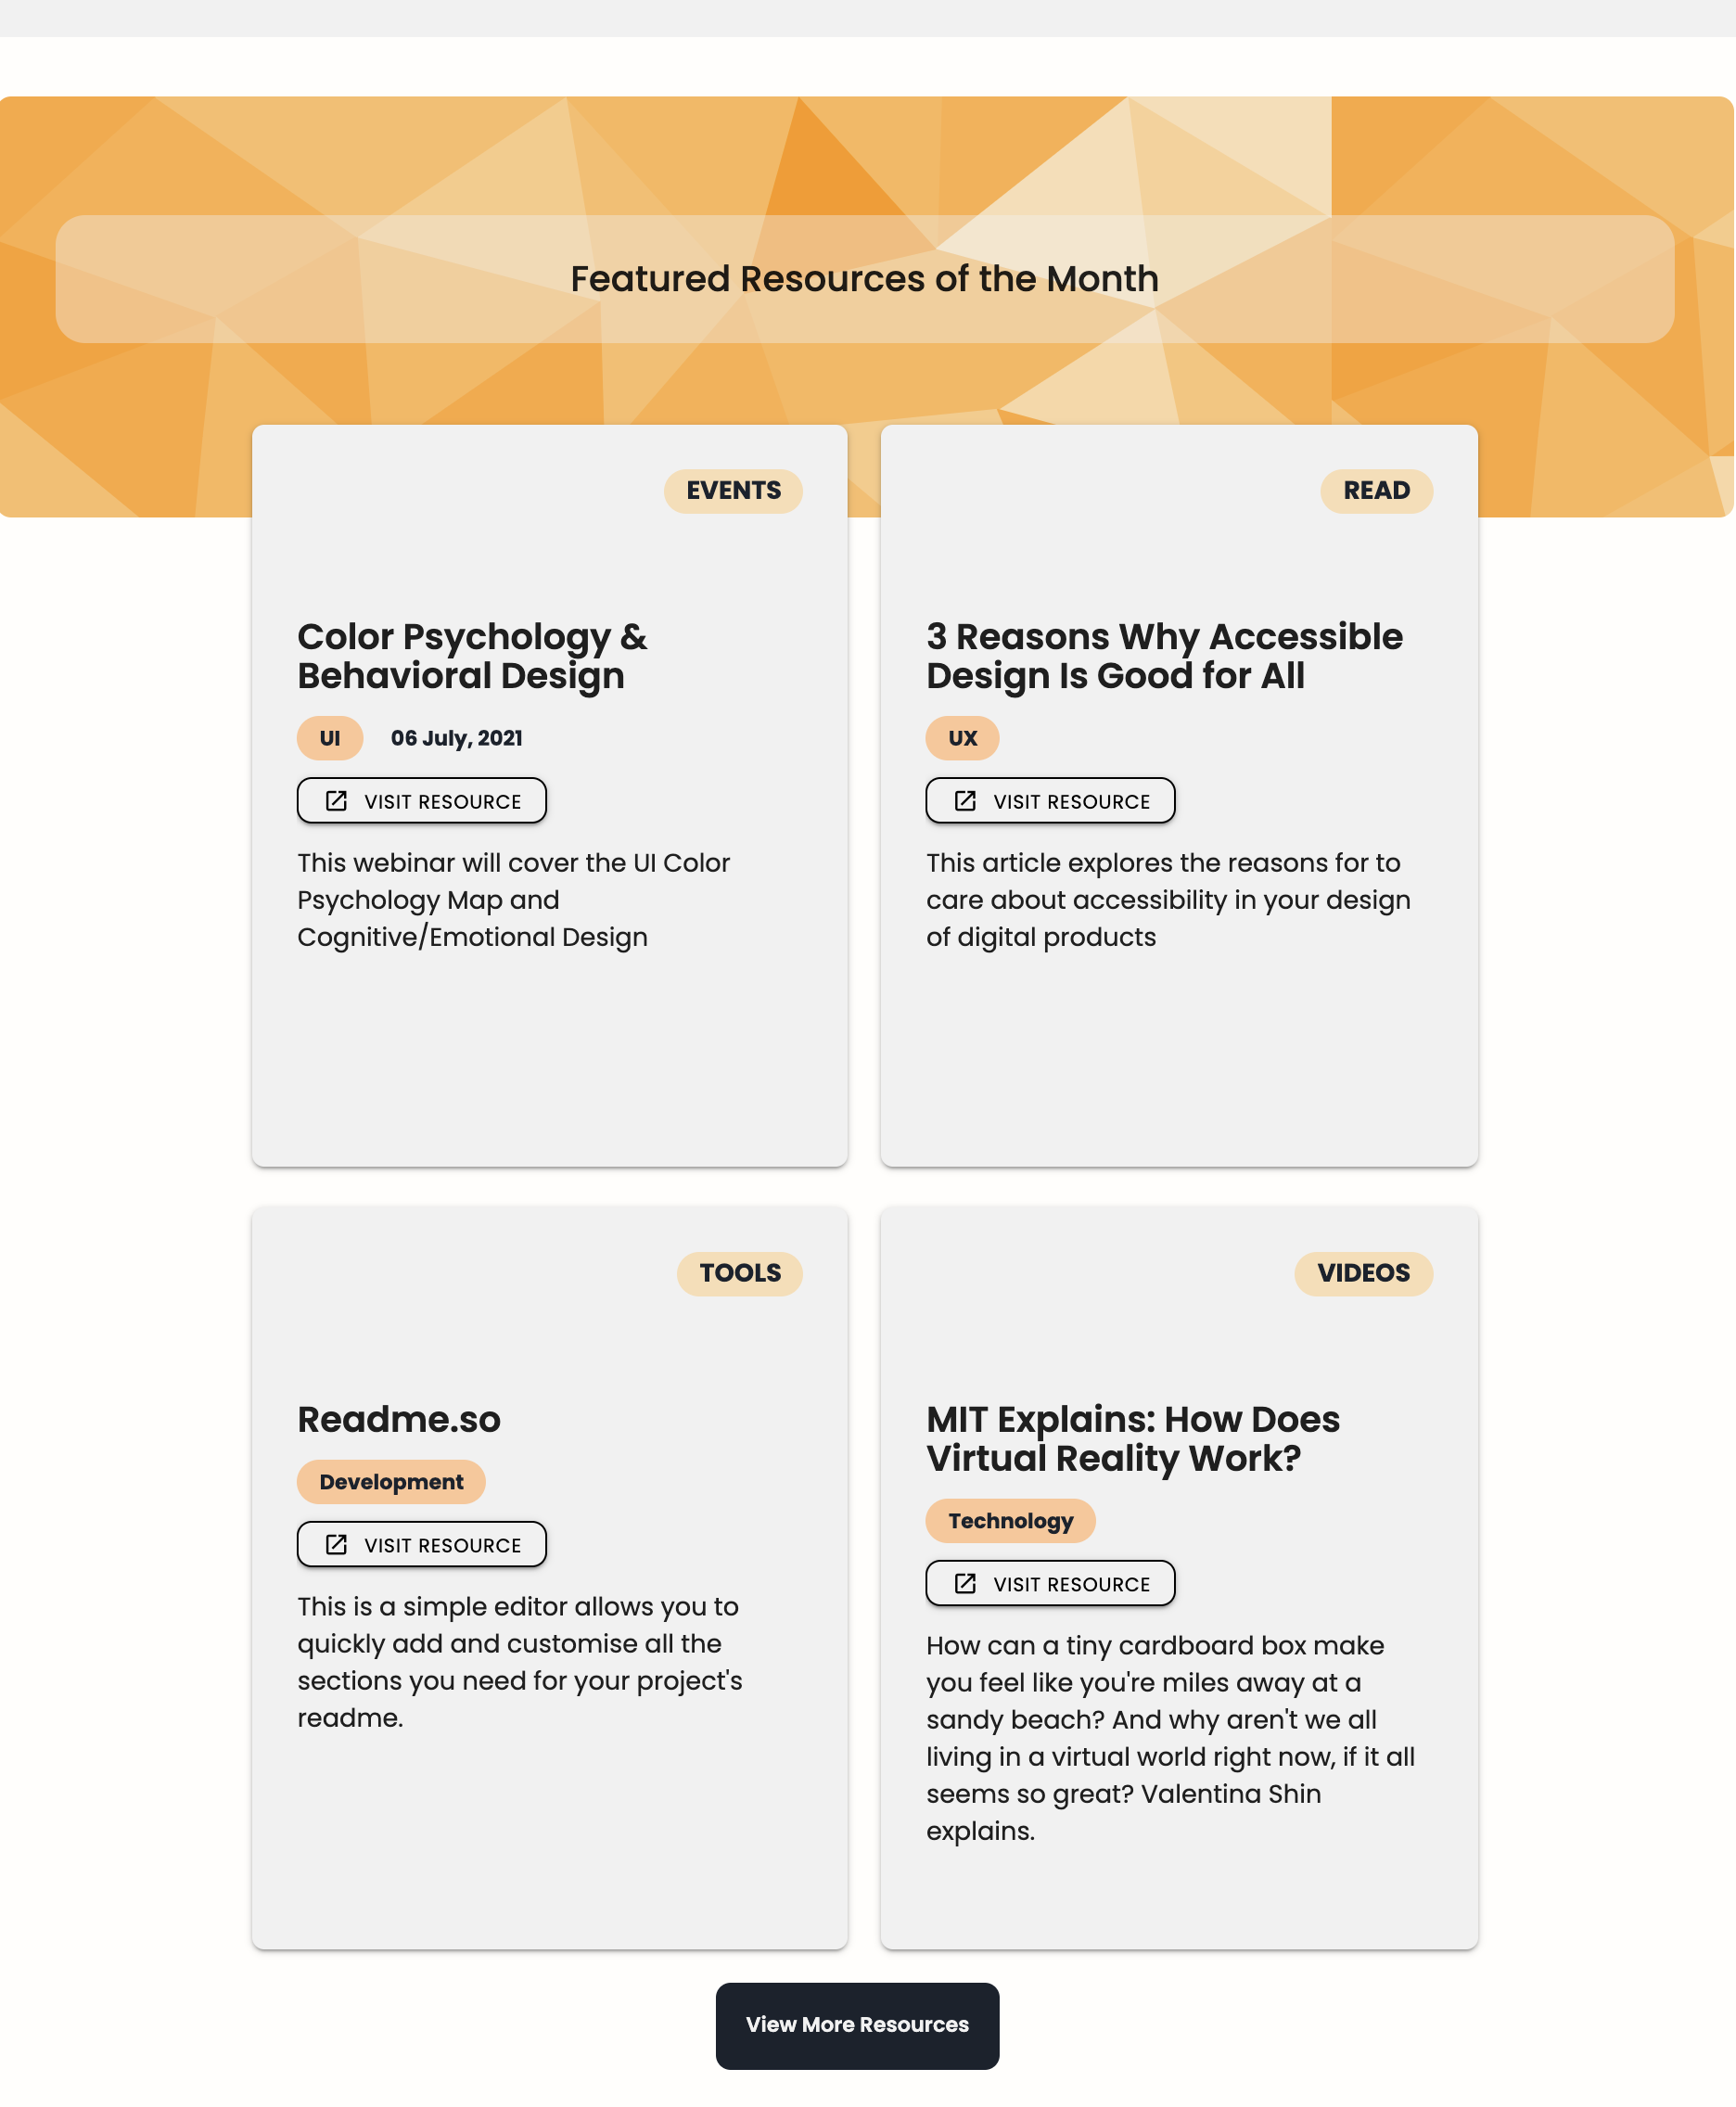 Featured Resources of the Month
EVENTS
Color Psychology &
Behavioral Design
UI 06 July, 2021
VISIT RESOURCE
This webinar will cover the UI Color
Psychology Map and
Cognitive/Emotional Design
READ
3 Reasons Why Accessible
Design Is Good for All
UX
VISIT RESOURCE
This article explores the reasons for to
care about accessibility in your design
of digital products
TOOLS
Readme.so
Development
VISIT RESOURCE
This is a simple editor allows you to
quickly add and customise all the
sections you need for your project's
readme.
VIDEOS
MIT Explains: How Does
Virtual Reality Work?
Technology
VISIT RESOURCE
How can a tiny cardboard box make
you feel like you're miles away at a
sandy beach? And why aren't we all
living in a virtual world right now, if it all
seems so great? Valentina Shin
explains.
View More Resources